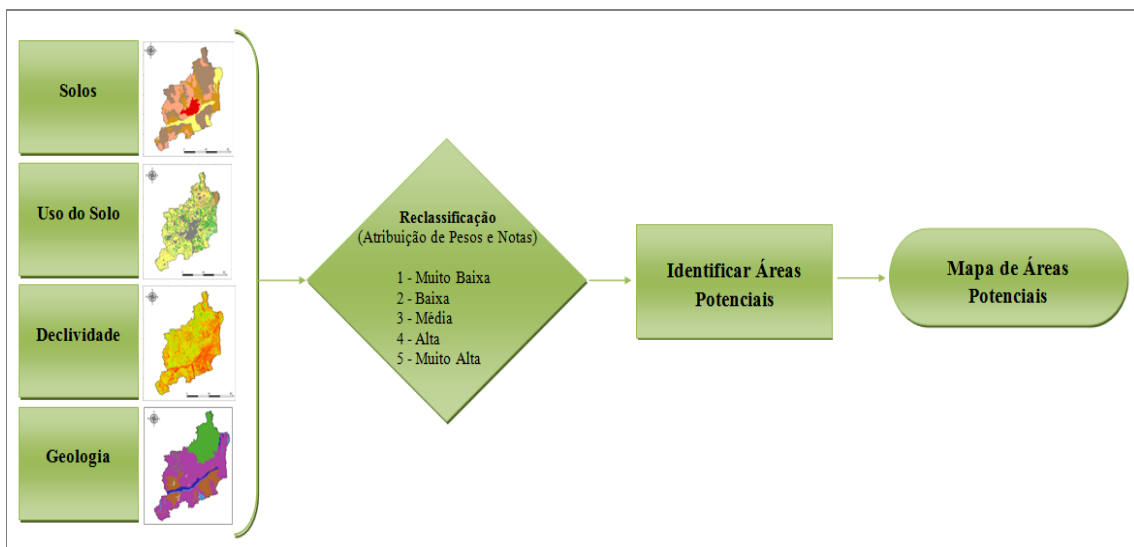 Solos
Uso do Solo
Declividade
Geologia
Reclassificação
(Atribuição de Pesos e Notas)
1 - Muito Baixa
2 - Baixa
3 - Média
4 - Alta
5 - Muito Alta
Identificar Áreas
Potenciais
Mapa de Áreas
Potenciais